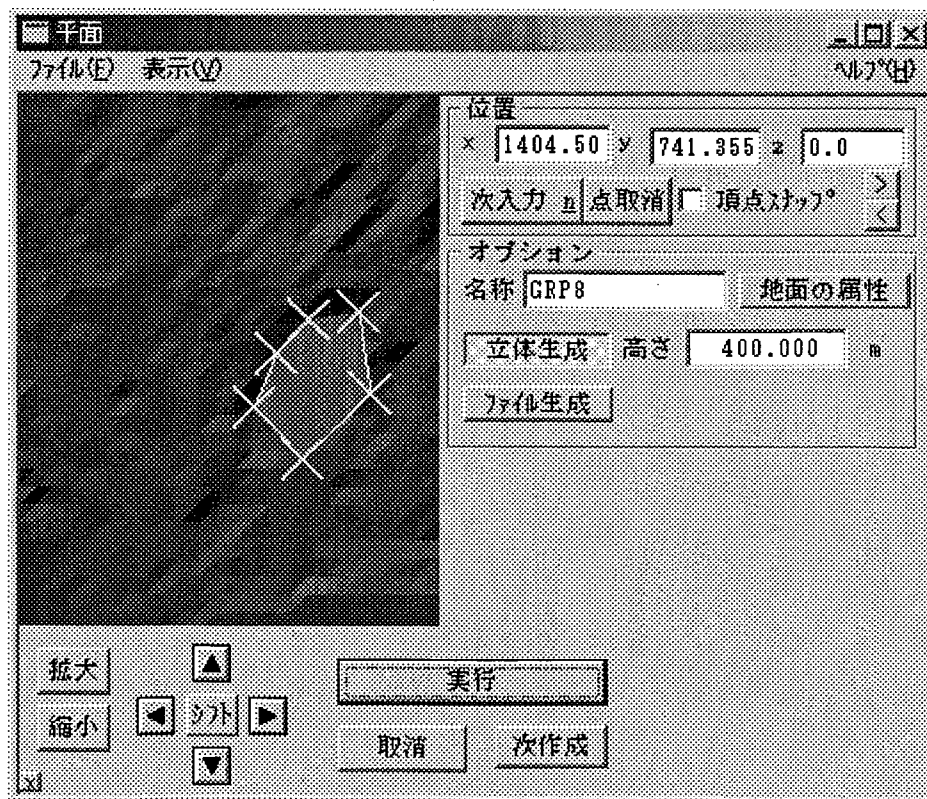 平面
ファイル(F) 表示(V) ヘルプ(H)
位置
x 1404.50 y 741.355 z 0.0
次入力 n 点取消 頂点スナップ >
<
オプション
名称 GRP8 地面の属性
立体生成 高さ 400.000 m
ファイル生成
拡大 ▲ 実行
縮小 ◀ シフト ▶ 取消 次作成
▼
x